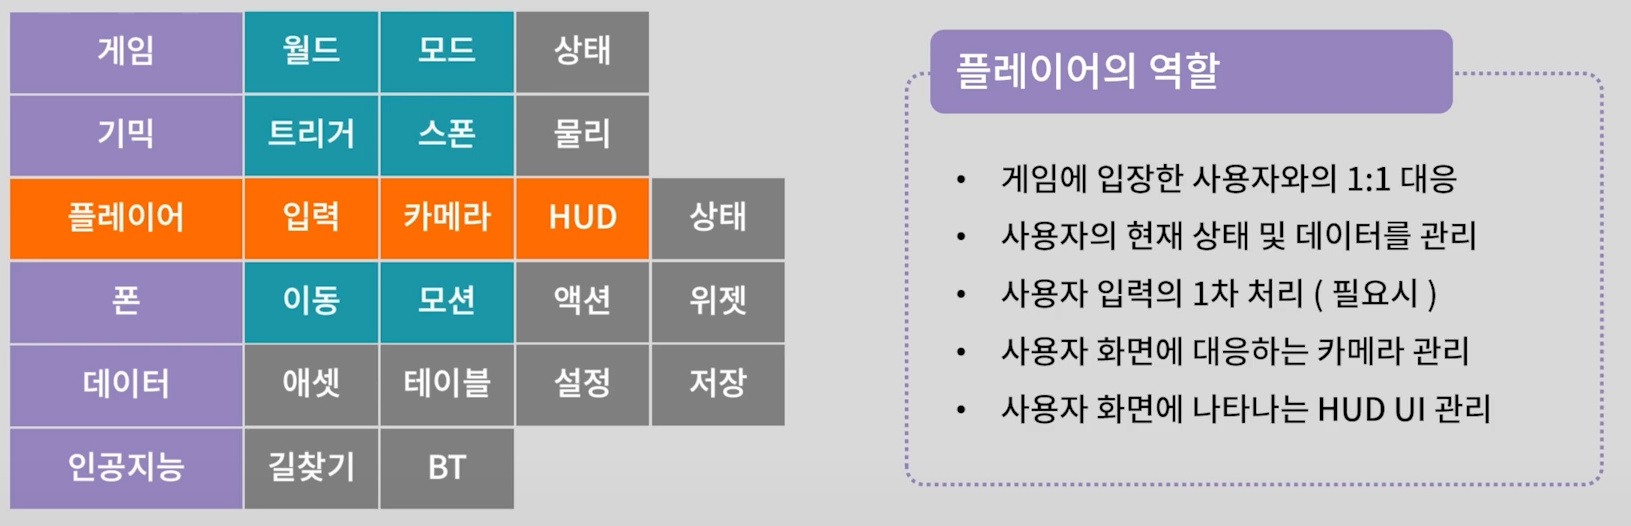 게임 월드 모드 상태
기믹 트리거 스폰 물리
플레이어 입력 카메라 HUD 상태
폰 이동 모션 액션 위젯
데이터 애셋 테이블 설정 저장
인공지능 길찾기 BT
플레이어의 역할
• 게임에 입장한 사용자와의 1:1 대응
• 사용자의 현재 상태 및 데이터를 관리
• 사용자 입력의 1차 처리 ( 필요시 )
• 사용자 화면에 대응하는 카메라 관리
• 사용자 화면에 나타나는 HUD UI 관리